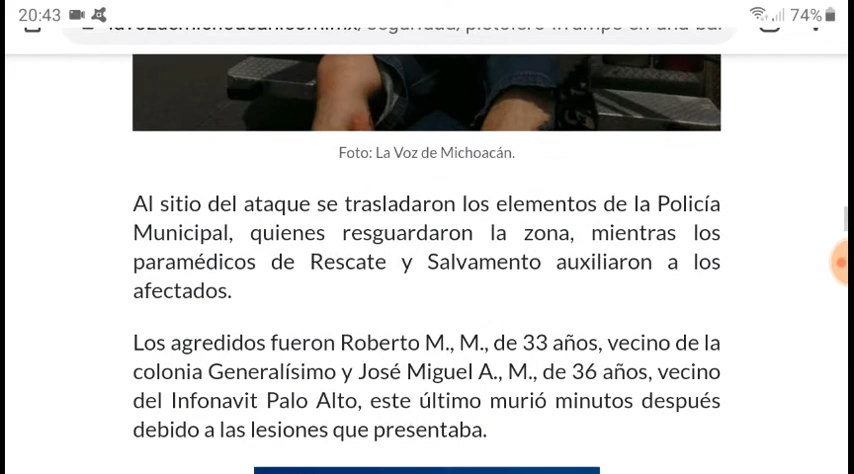 20:43
74%
Foto: La Voz de Michoacán.
Al sitio del ataque se trasladaron los elementos de la Policía
Municipal, quienes resguardaron la zona, mientras los
paramédicos de Rescate y Salvamento auxiliaron a los
afectados.
Los agredidos fueron Roberto M., M., de 33 años, vecino de la
colonia Generalísimo y José Miguel A., M., de 36 años, vecino
del Infonavit Palo Alto, este último murió minutos después
debido a las lesiones que presentaba.